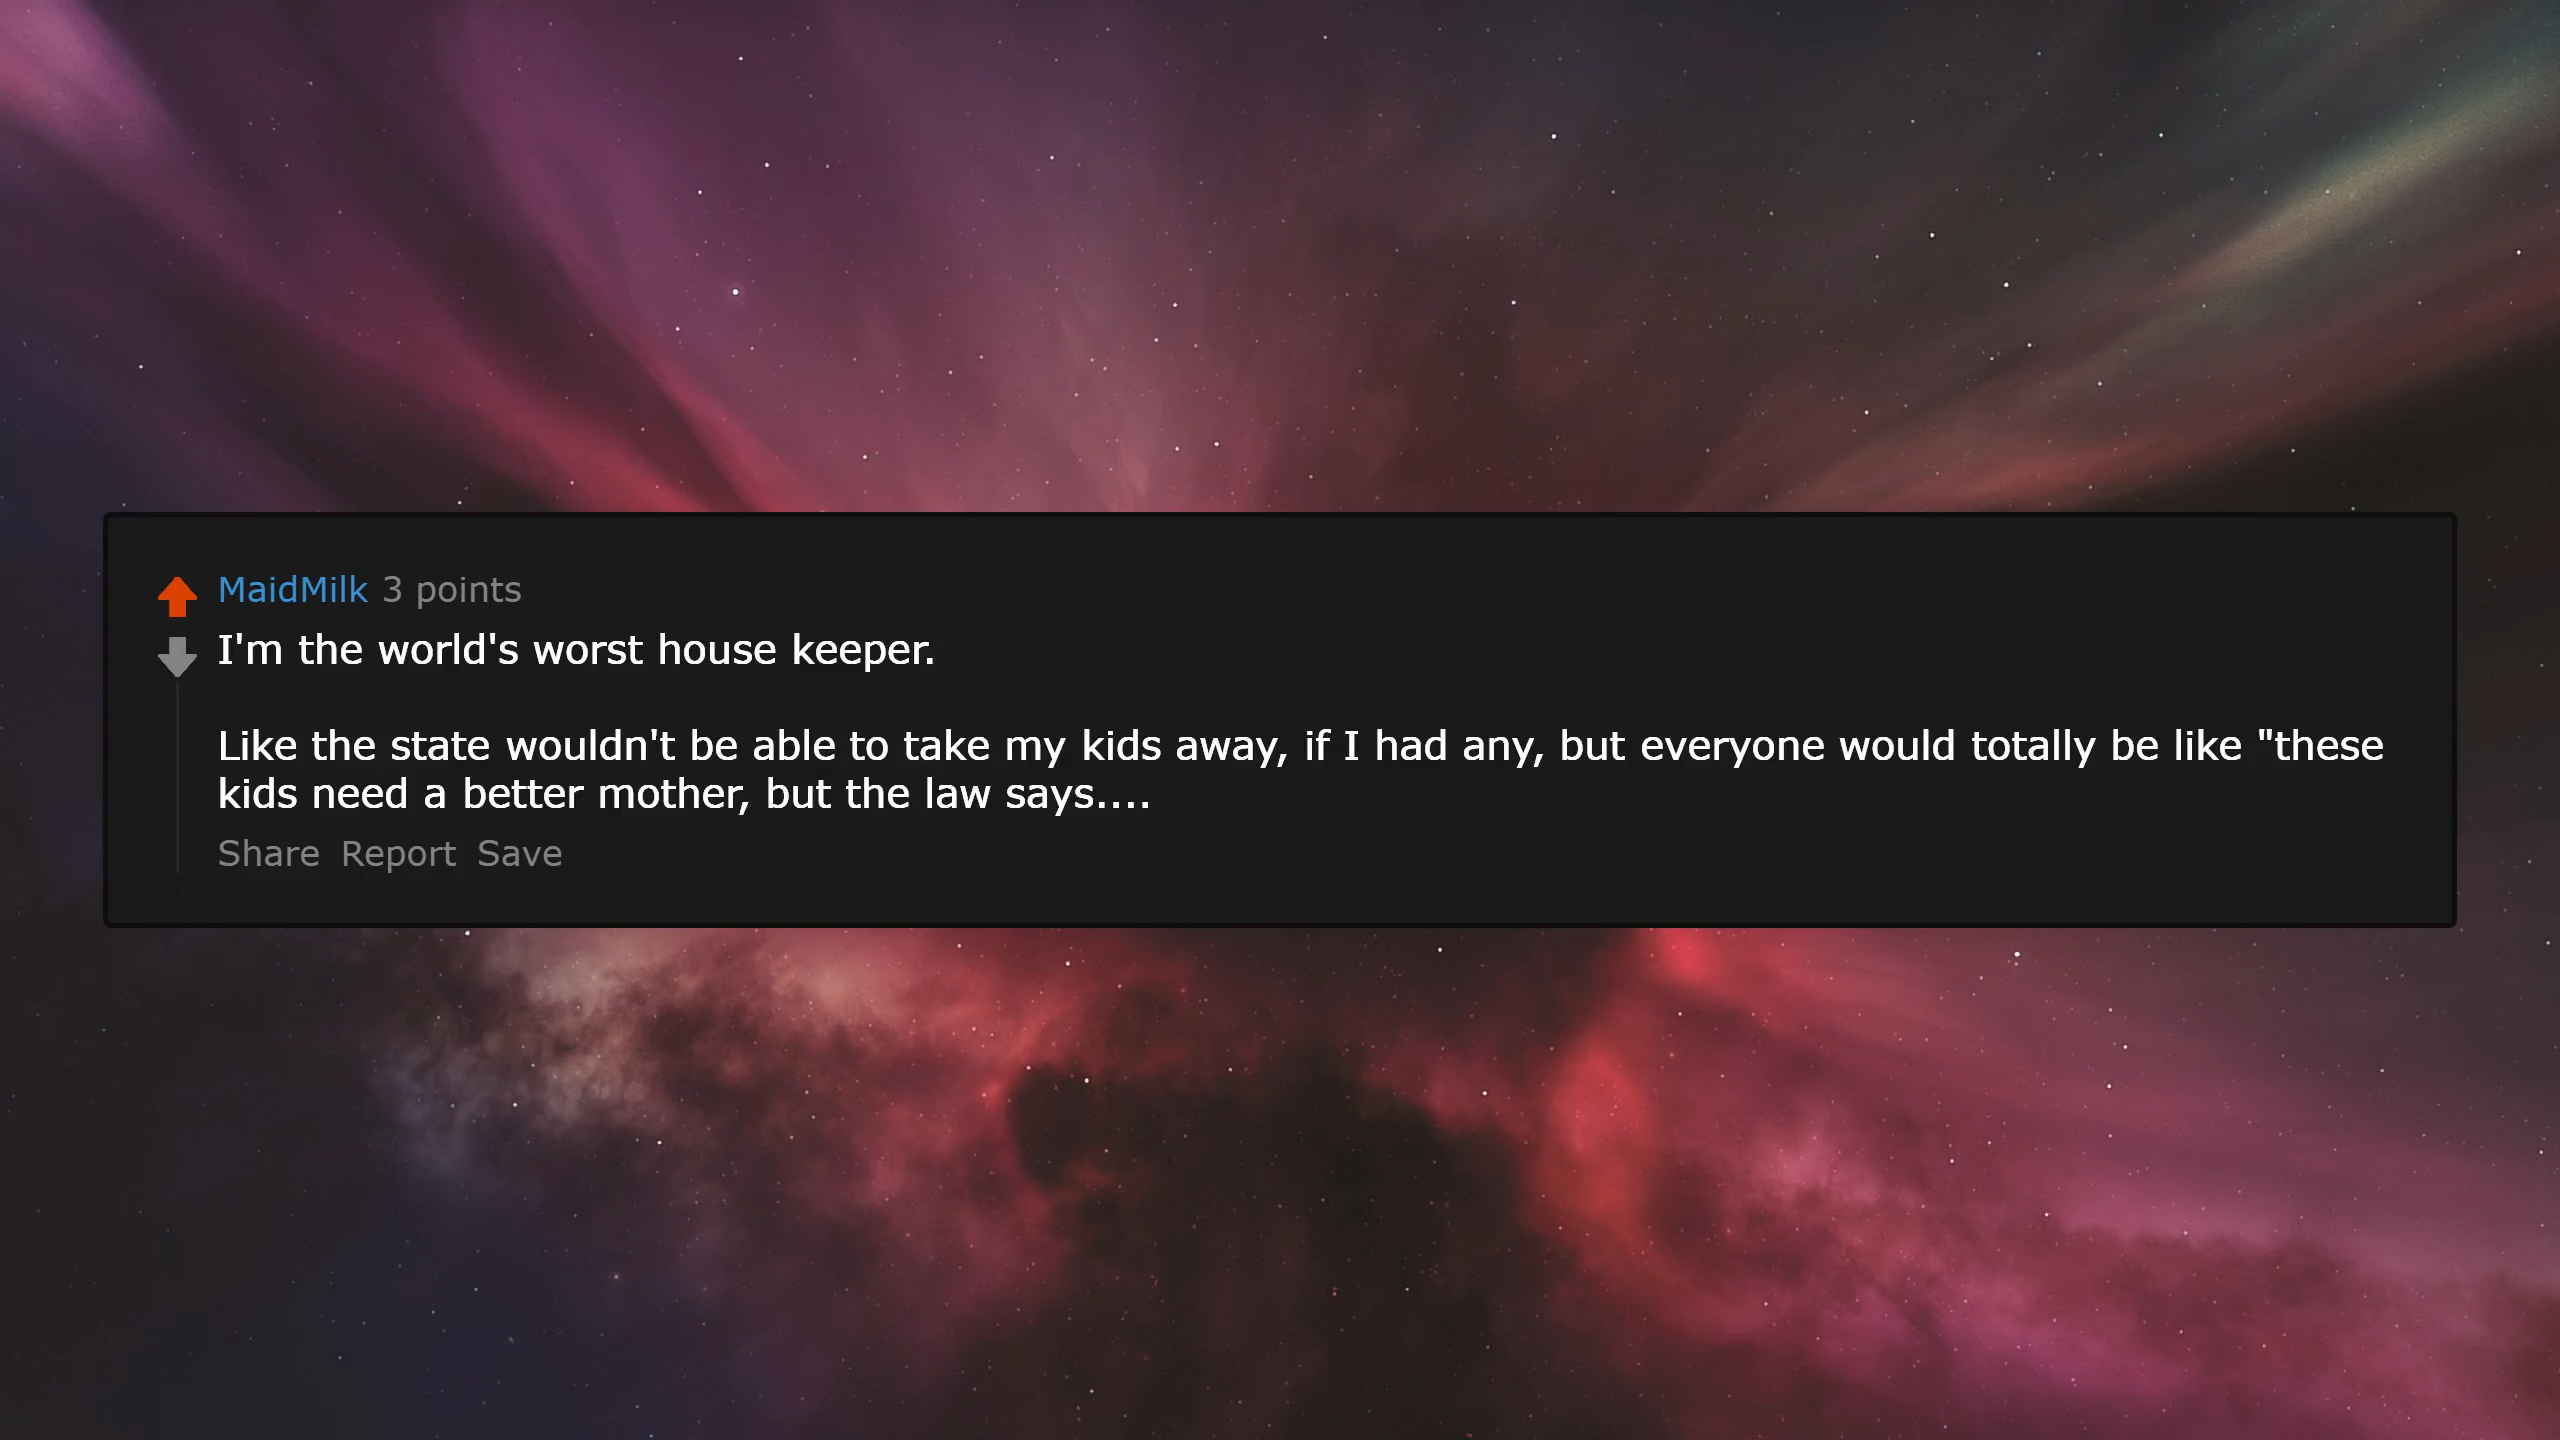 MaidMilk 3 points
I'm the world's worst house keeper.
Like the state wouldn't be able to take my kids away, if I had any, but everyone would totally be like "these
kids need a better mother, but the law says....
Share Report Save